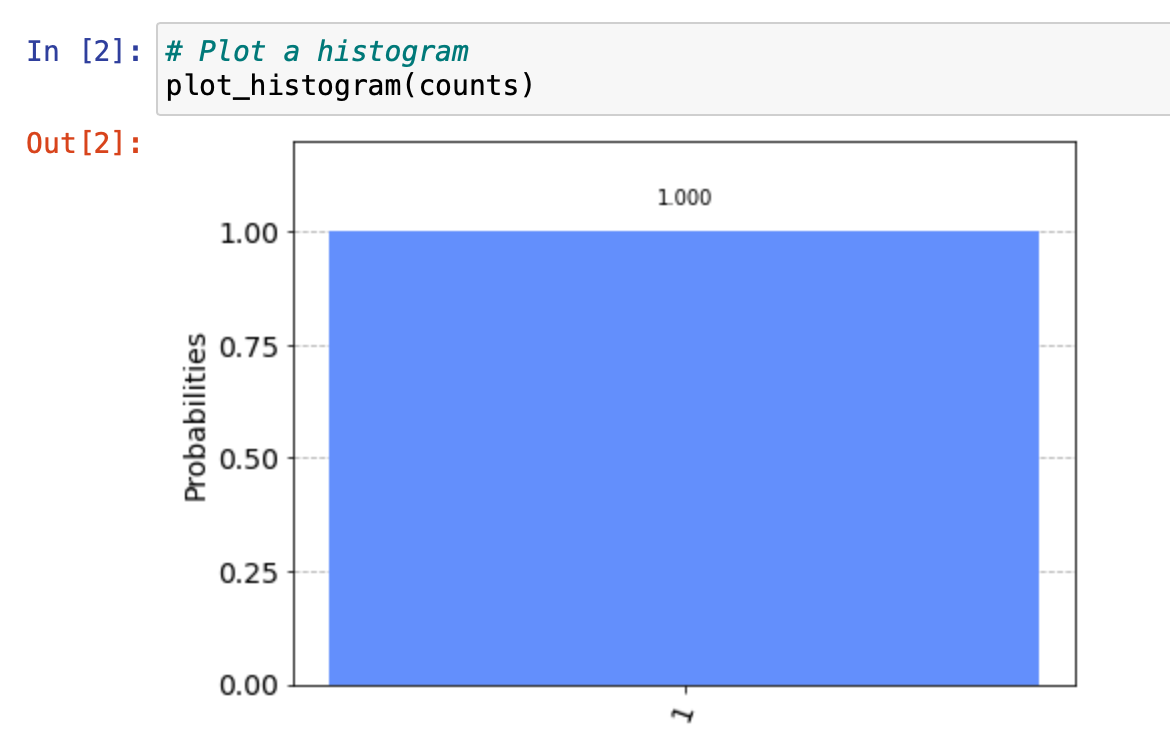 In [2]:
# Plot a histogram
plot_histogram(counts)
Out[2]:
1.000
1.00
0.75
0.50
0.25
0.00
Probabilities
1